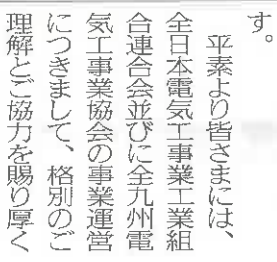 す。
　平素より皆さまには、
全日本電気工事業工業組
合連合会並びに全九州電
気工事業協会の事業運営
につきまして、格別のご
理解とご協力を賜り厚く